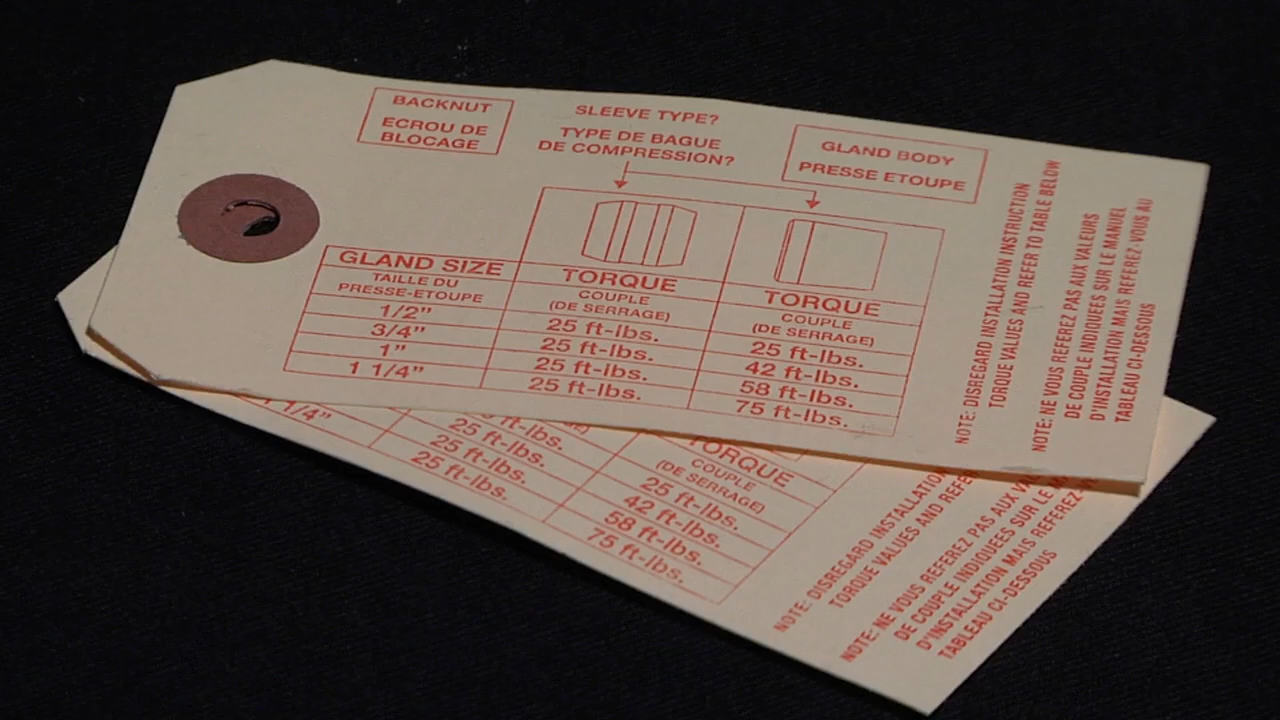 BACKNUT
ECROU DE
BLOCAGE
SLEEVE TYPE?
TYPE DE BAGUE
DE COMPRESSION?
GLAND BODY
PRESSE ETOUPE
GLAND SIZE
TAILLE DU
PRESSE-ETOUPE
1/2"
3/4"
1"
1 1/4"
TORQUE
COUPLE
(DE SERRAGE)
25 ft-lbs.
25 ft-lbs.
25 ft-lbs.
25 ft-lbs.
TORQUE
COUPLE
(DE SERRAGE)
25 ft-lbs.
42 ft-lbs.
58 ft-lbs.
75 ft-lbs.
NOTE: DISREGARD INSTALLATION INSTRUCTION
TORQUE VALUES AND REFER TO TABLE BELOW
NOTE: NE VOUS REFEREZ PAS AUX VALEURS
DE COUPLE INDIQUEES SUR LE MANUEL
D'INSTALLATION MAIS REFEREZ-VOUS AU
TABLEAU CI-DESSOUS
1/4"
ft-lbs.
25 ft-lbs.
25 ft-lbs.
25 ft-lbs.
TORQUE
COUPLE
(DE SERRAGE)
25 ft-lbs.
42 ft-lbs.
58 ft-lbs.
75 ft-lbs.
NOTE: DISREGARD INSTALLATION
TORQUE VALUES AND REFER
NOTE: NE VOUS REFEREZ PAS AUX
DE COUPLE INDIQUEES SUR LE
D'INSTALLATION MAIS REFEREZ-
TABLEAU CI-DESSOUS